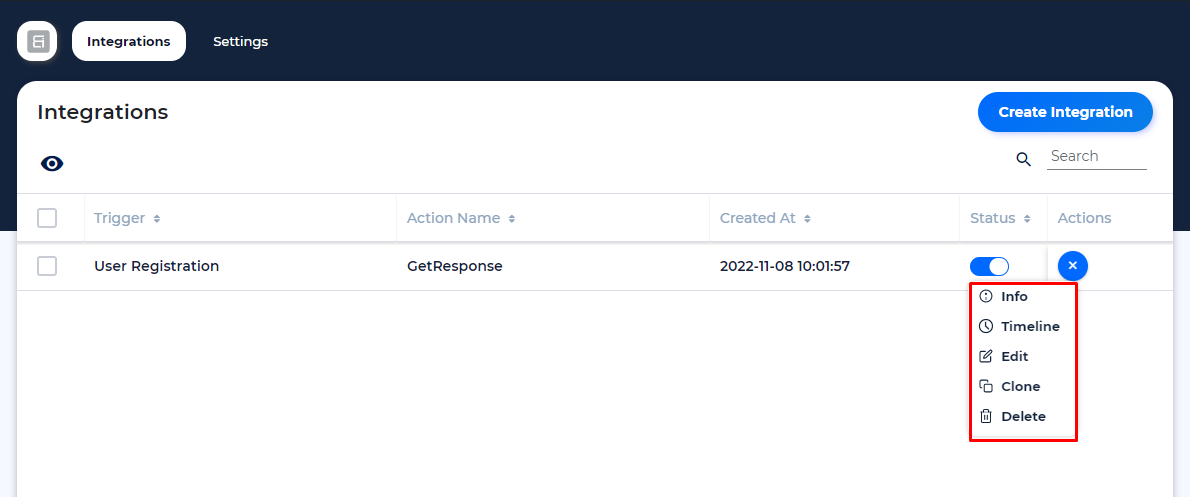 Integrations Settings
Integrations Create Integration
Search
Trigger Action Name Created At Status Actions
User Registration GetResponse 2022-11-08 10:01:57
Info
Timeline
Edit
Clone
Delete